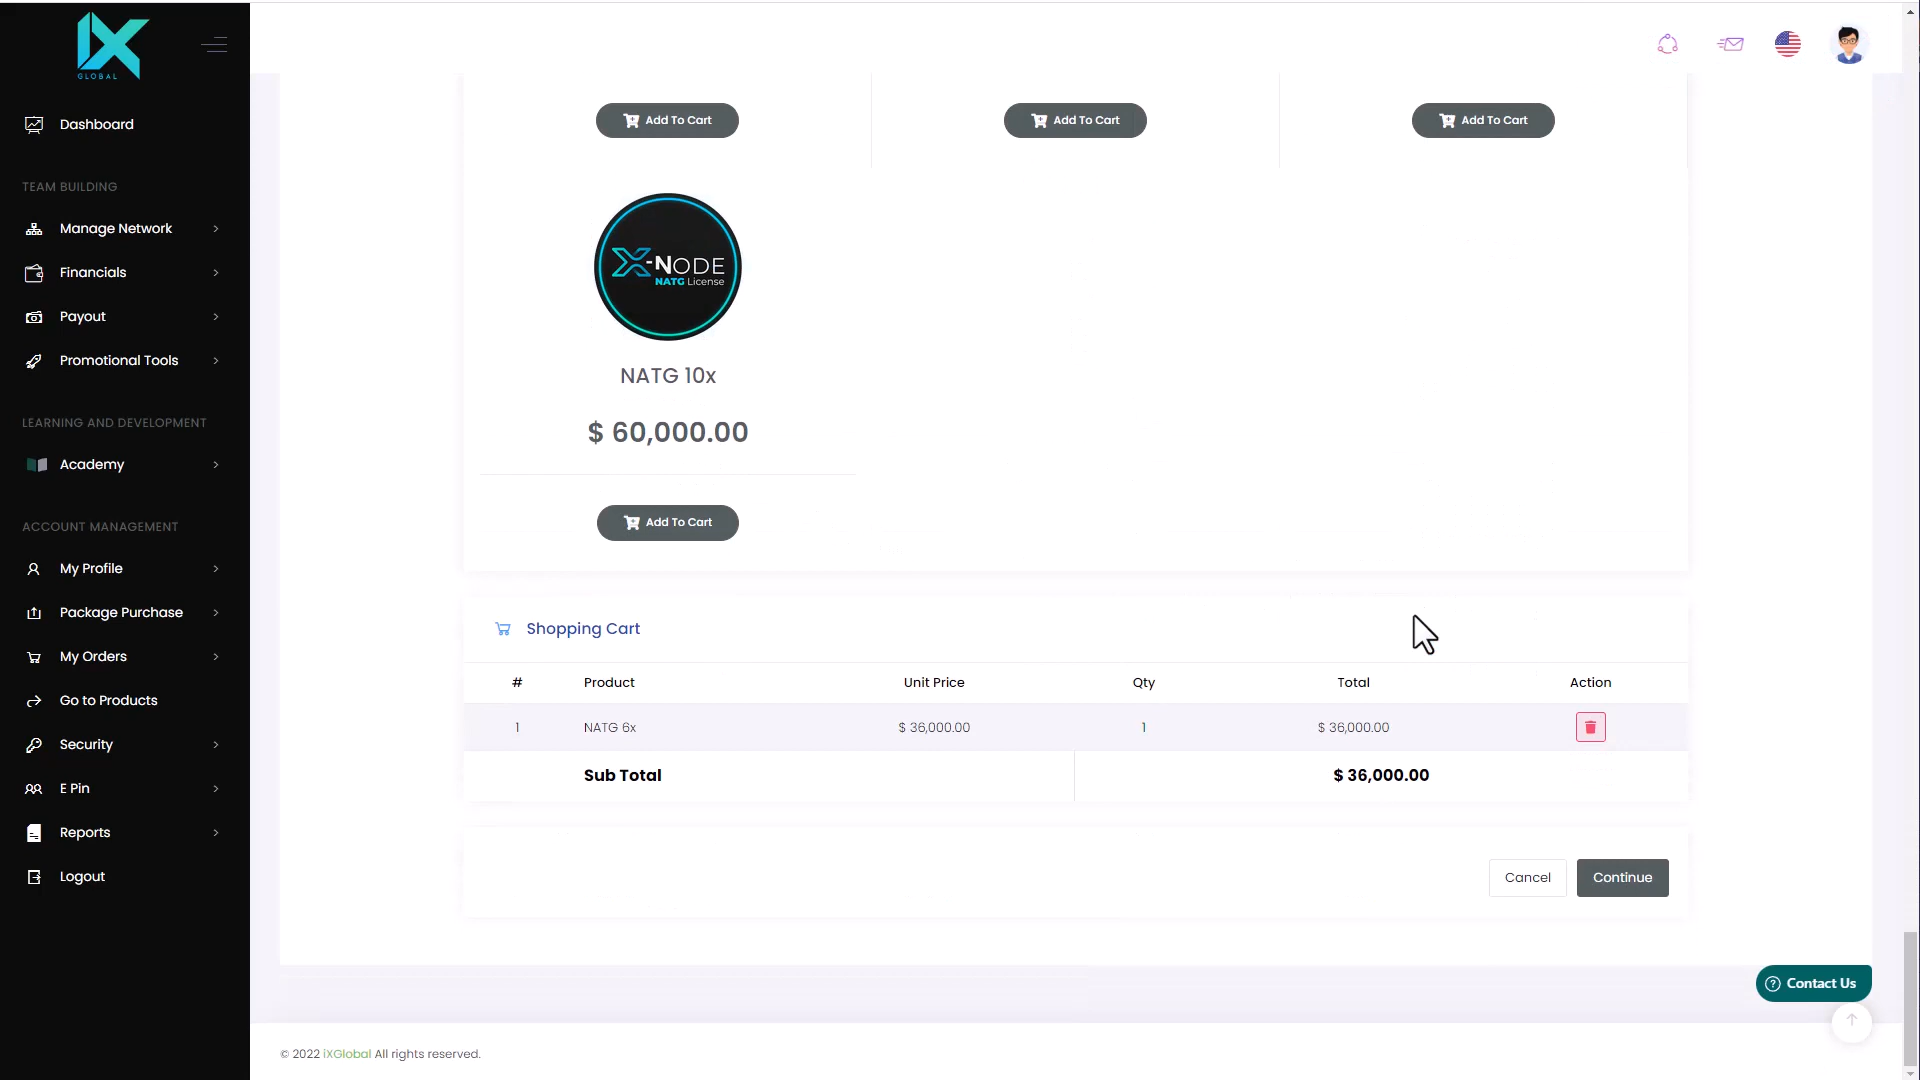 IX
GLOBAL
Dashboard
TEAM BUILDING
Manage Network
Financials
Payout
Promotional Tools
LEARNING AND DEVELOPMENT
Academy
ACCOUNT MANAGEMENT
My Profile
Package Purchase
My Orders
Go to Products
Security
E Pin
Reports
Logout
Add To Cart
Add To Cart
Add To Cart
X-NODE
NATG License
NATG 10x
$ 60,000.00
Add To Cart
Shopping Cart
# Product Unit Price Qty Total Action
1 NATG 6x $ 36,000.00 1 $ 36,000.00
Sub Total $ 36,000.00
Cancel Continue
? Contact Us
© 2022 iXGlobal All rights reserved.